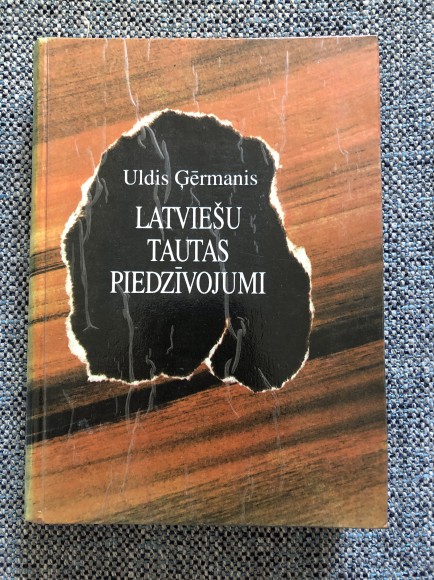 Uldis Ģērmanis
LATVIEŠU
TAUTAS
PIEDZĪVOJUMI